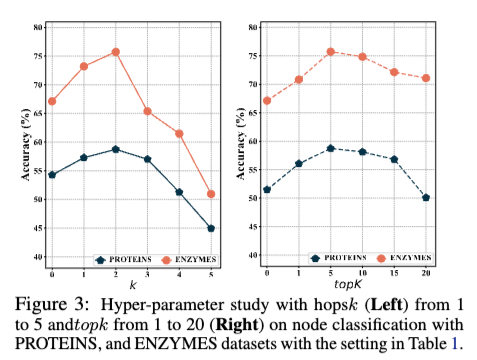 80
75
70
65
60
55
50
45
40
Accuracy (%)
0 1 2 3 4 5
k
PROTEINS ENZYMES
80
75
70
65
60
55
50
45
40
Accuracy (%)
0 1 5 10 15 20
topK
PROTEINS ENZYMES
Figure 3: Hyper-parameter study with hopsk (Left) from 1
to 5 andtopk from 1 to 20 (Right) on node classification with
PROTEINS, and ENZYMES datasets with the setting in Table 1.